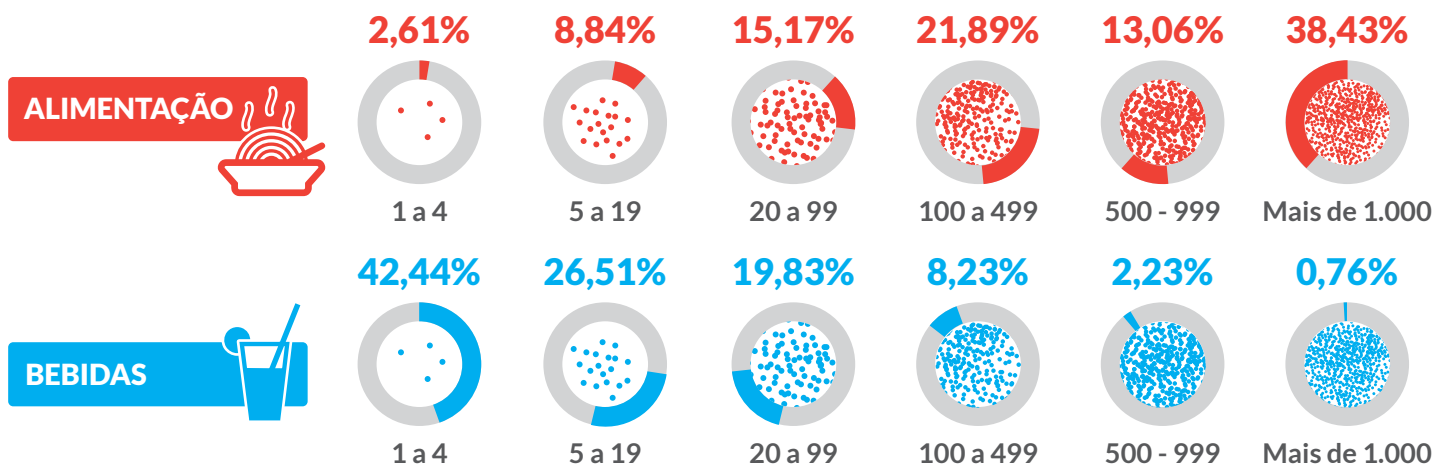 2,61% 8,84% 15,17% 21,89% 13,06% 38,43%
ALIMENTAÇÃO
1 a 4 5 a 19 20 a 99 100 a 499 500 - 999 Mais de 1.000
42,44% 26,51% 19,83% 8,23% 2,23% 0,76%
BEBIDAS
1 a 4 5 a 19 20 a 99 100 a 499 500 - 999 Mais de 1.000